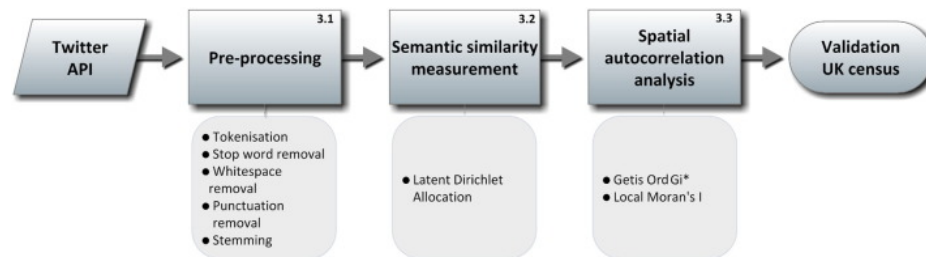 Twitter
API
3.1
Pre-processing
3.2
Semantic similarity
measurement
3.3
Spatial
autocorrelation
analysis
Validation
UK census
● Tokenisation
● Stop word removal
● Whitespace
removal
● Punctuation
removal
● Stemming
● Latent Dirichlet
Allocation
● Getis Ord Gi*
● Local Moran's I